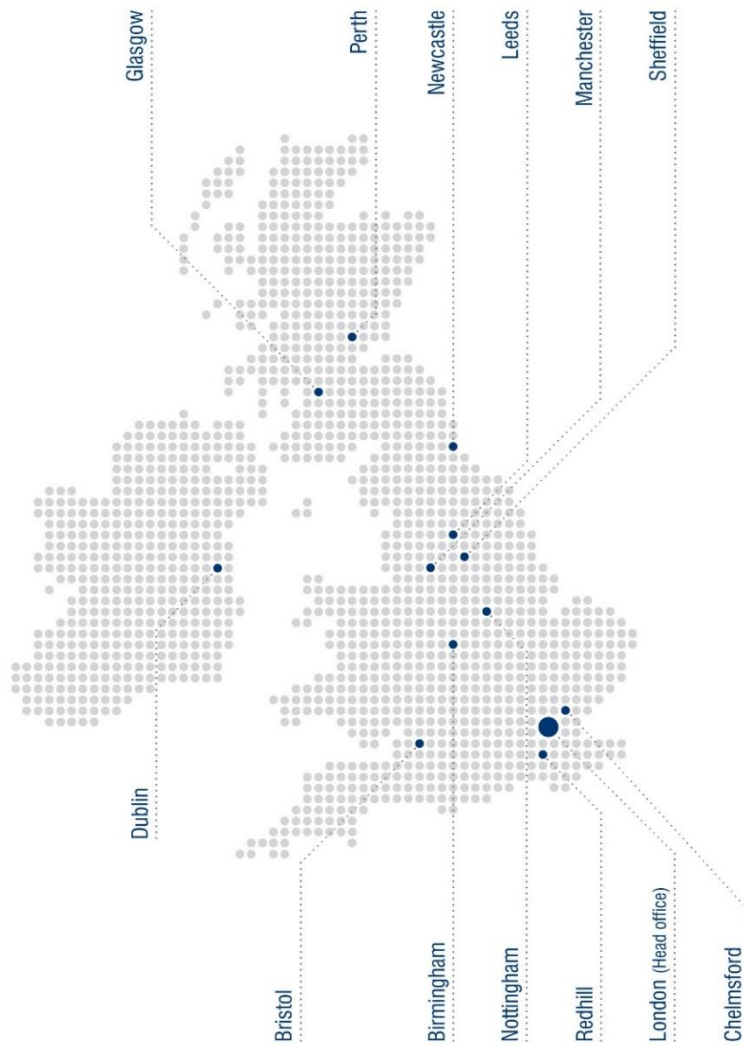 Glasgow
Perth
Newcastle
Leeds
Manchester
Sheffield
Dublin
Bristol
Birmingham
Nottingham
Redhill
London (Head office)
Chelmsford